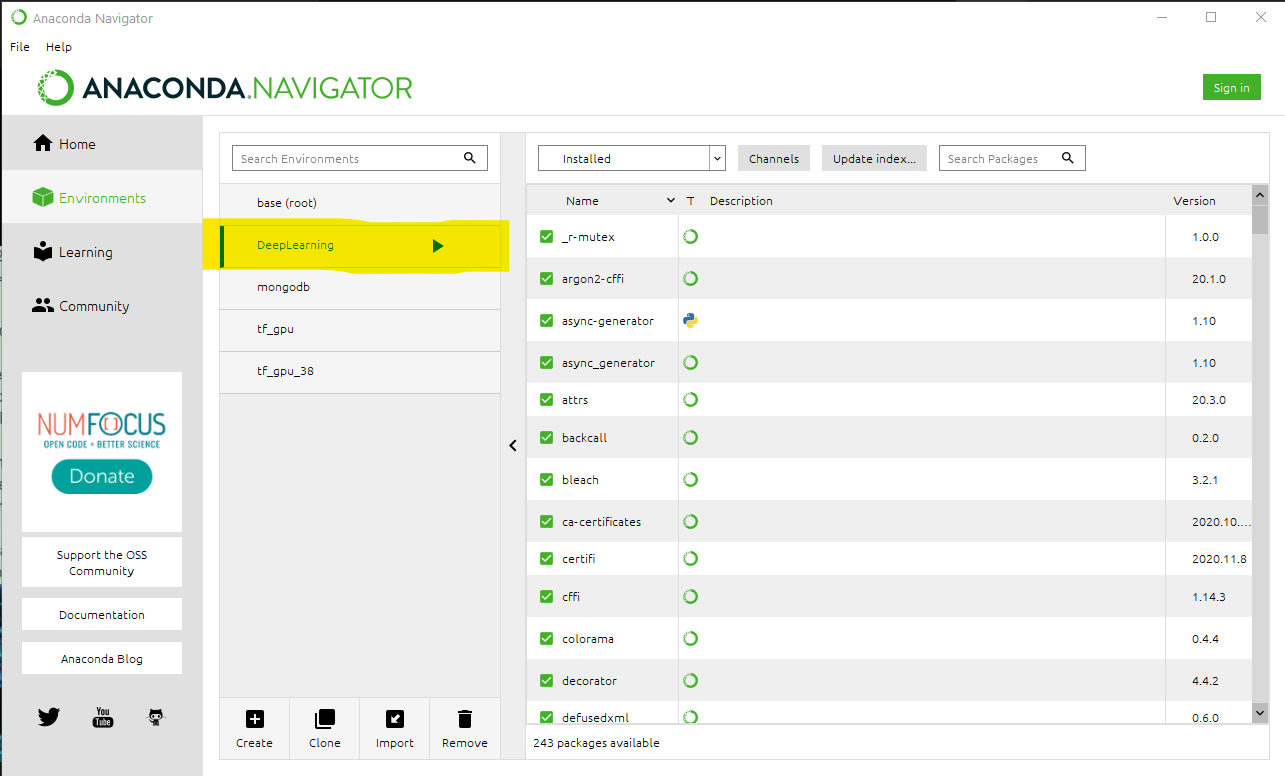 Anaconda Navigator
File Help
ANACONDA.NAVIGATOR
Sign in
Home
Environments
Learning
Community
NUMFOCUS
OPEN CODE = BETTER SCIENCE
Donate
Support the OSS
Community
Documentation
Anaconda Blog
You
Tube
Search Environments
base (root)
DeepLearning
mongodb
tf_gpu
tf_gpu_38
Create Clone Import Remove
Installed Channels Update index... Search Packages
Name T Description Version
_r-mutex 1.0.0
argon2-cffi 20.1.0
async-generator 1.10
async_generator 1.10
attrs 20.3.0
backcall 0.2.0
bleach 3.2.1
ca-certificates 2020.10....
certifi 2020.11.8
cffi 1.14.3
colorama 0.4.4
decorator 4.4.2
defusedxml 0.6.0
243 packages available